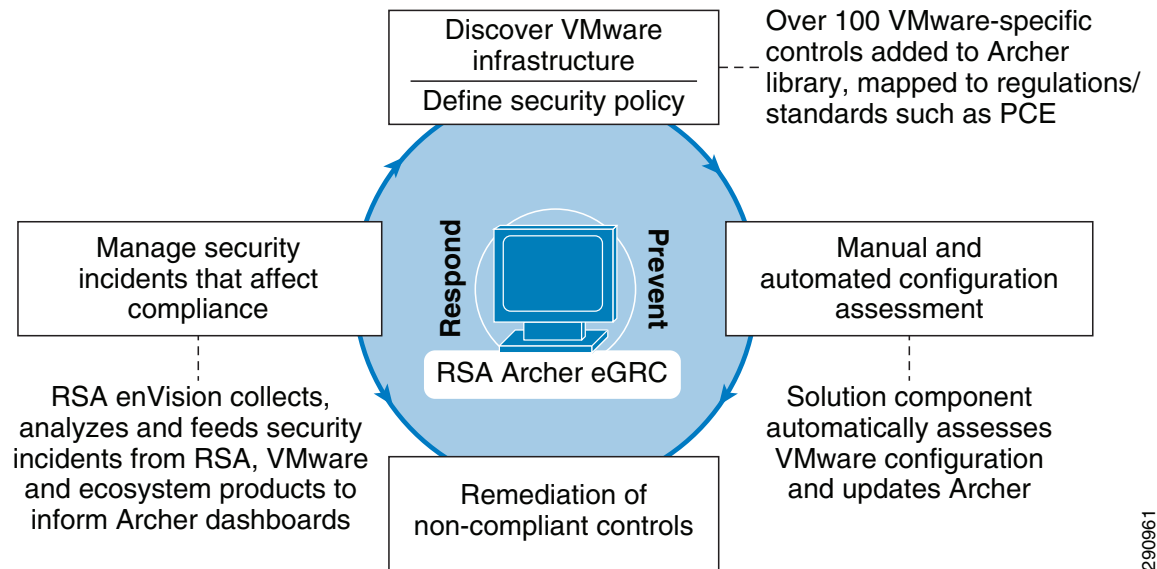 Discover VMware
infrastructure
Define security policy
Over 100 VMware-specific
controls added to Archer
library, mapped to regulations/
standards such as PCE
Manage security
incidents that affect
compliance
Respond
Prevent
RSA Archer eGRC
Manual and
automated configuration
assessment
RSA enVision collects,
analyzes and feeds security
incidents from RSA, VMware
and ecosystem products to
inform Archer dashboards
Remediation of
non-compliant controls
Solution component
automatically assesses
VMware configuration
and updates Archer
290961